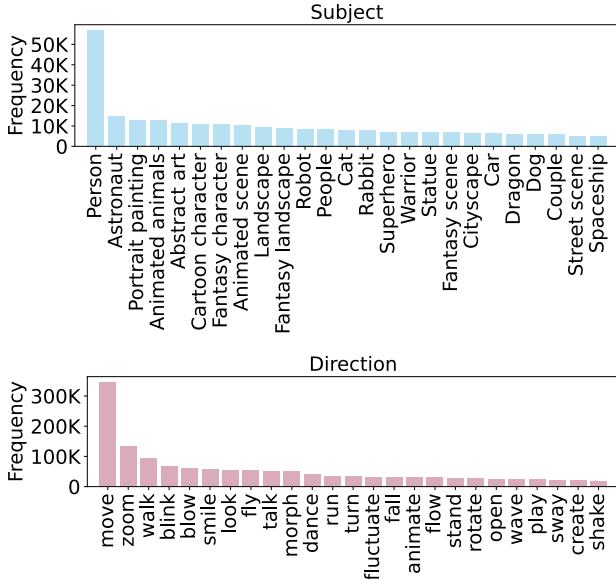 Subject
Frequency
50K
40K
30K
20K
10K
0
Person
Astronaut
Portrait painting
Animated animals
Abstract art
Cartoon character
Fantasy character
Animated scene
Landscape
Fantasy landscape
Robot
People
Cat
Rabbit
Superhero
Warrior
Statue
Fantasy scene
Cityscape
Car
Dragon
Dog
Couple
Street scene
Spaceship
Direction
Frequency
300K
200K
100K
0
move
zoom
walk
blink
blow
smile
look
fly
talk
morph
dance
run
turn
fluctuate
fall
animate
flow
stand
rotate
open
wave
play
sway
create
shake